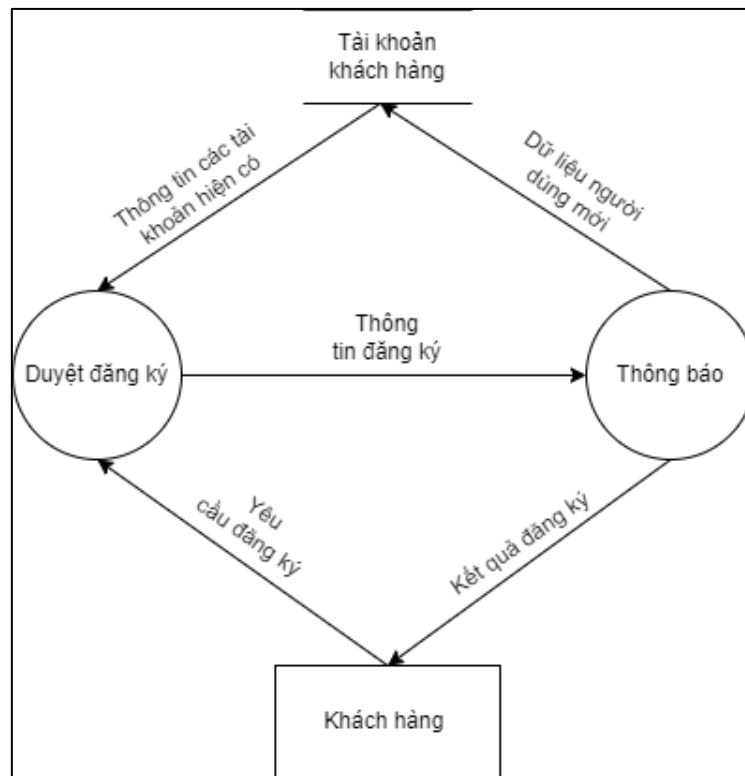 Tài khoản
khách hàng
Thông tin các tài
khoản hiện có
Dữ liệu người
dùng mới
Duyệt đăng ký
Thông
tin đăng ký
Thông báo
Yêu
cầu đăng ký
Kết quả đăng ký
Khách hàng